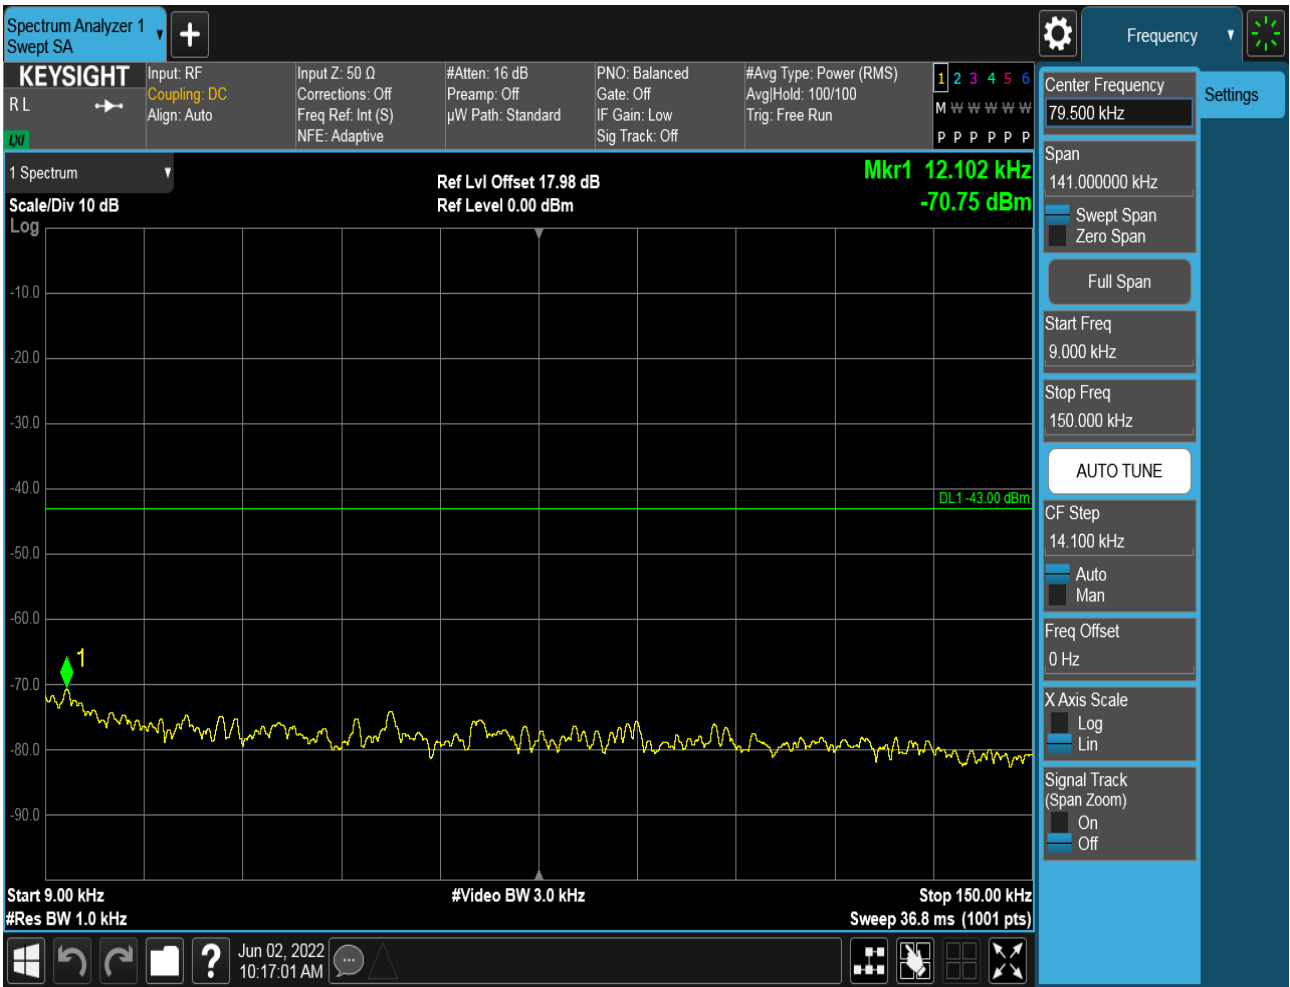 Spectrum Analyzer 1
Swept SA
Frequency
KEYSIGHT
R L
LXI
Input: RF
Coupling: DC
Align: Auto
Input Z: 50 Ω
Corrections: Off
Freq Ref: Int (S)
NFE: Adaptive
#Atten: 16 dB
Preamp: Off
µW Path: Standard
PNO: Balanced
Gate: Off
IF Gain: Low
Sig Track: Off
#Avg Type: Power (RMS)
Avg|Hold: 100/100
Trig: Free Run
1 2 3 4 5 6
M W W W W W
P P P P P P
1 Spectrum
Scale/Div 10 dB
Log
Ref Lvl Offset 17.98 dB
Ref Level 0.00 dBm
Mkr1 12.102 kHz
-70.75 dBm
-10.0
-20.0
-30.0
-40.0
DL1 -43.00 dBm
-50.0
-60.0
1
-70.0
-80.0
-90.0
Start 9.00 kHz
#Res BW 1.0 kHz
#Video BW 3.0 kHz
Stop 150.00 kHz
Sweep 36.8 ms (1001 pts)
?
Jun 02, 2022
10:17:01 AM
Center Frequency
79.500 kHz
Settings
Span
141.000000 kHz
Swept Span
Zero Span
Full Span
Start Freq
9.000 kHz
Stop Freq
150.000 kHz
AUTO TUNE
CF Step
14.100 kHz
Auto
Man
Freq Offset
0 Hz
X Axis Scale
Log
Lin
Signal Track
(Span Zoom)
On
Off